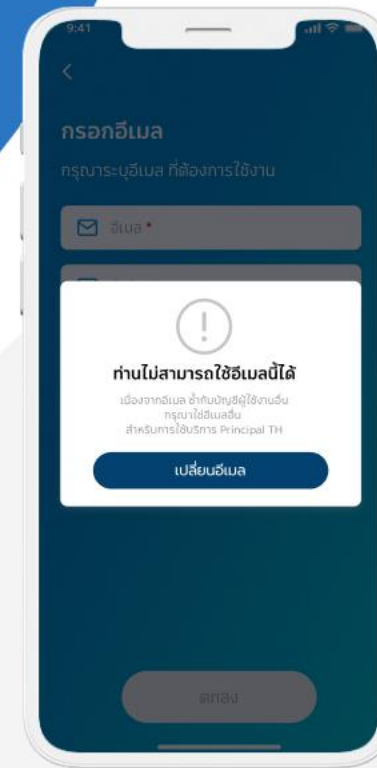 9:41
กรอกอีเมล
กรุณาระบุอีเมล ที่ต้องการใช้งาน
อีเมล *
ท่านไม่สามารถใช้อีเมลนี้ได้
เนื่องจากอีเมล ซ้ำกับบัญชีผู้ใช้งานอื่น
กรุณาใช้อีเมลอื่น
สำหรับการใช้บริการ Principal TH
เปลี่ยนอีเมล
ตกลง